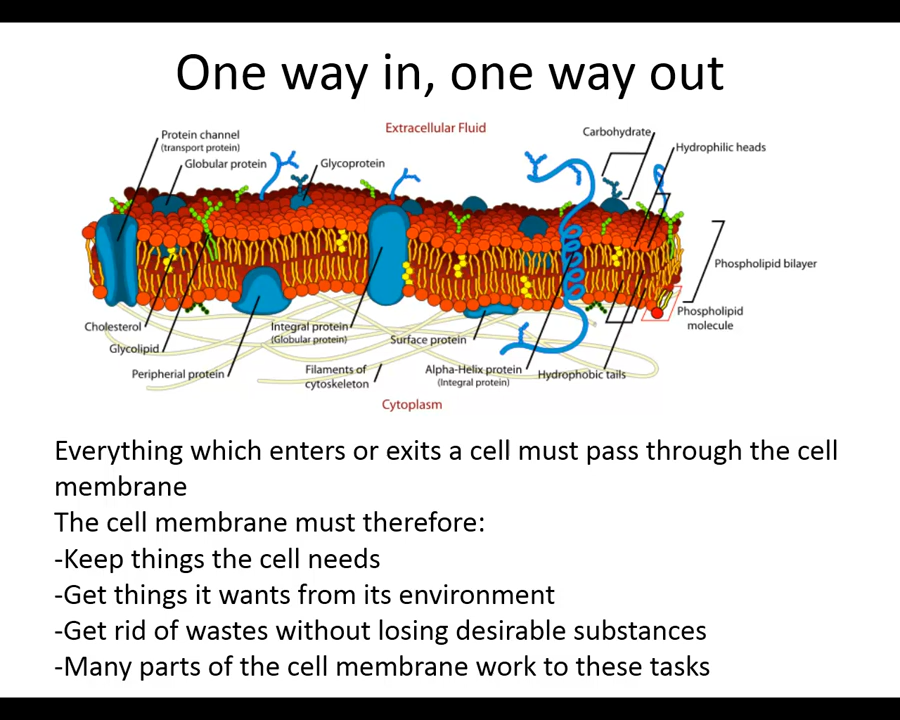 One way in, one way out
Extracellular Fluid
Protein channel
(transport protein)
Globular protein
Glycoprotein
Carbohydrate
Hydrophilic heads
Phospholipid bilayer
Phospholipid
molecule
Cholesterol
Glycolipid
Peripherial protein
Integral protein
(Globular protein)
Filaments of
cytoskeleton
Surface protein
Alpha-Helix protein
(Integral protein)
Hydrophobic tails
Cytoplasm
Everything which enters or exits a cell must pass through the cell
membrane
The cell membrane must therefore:
-Keep things the cell needs
-Get things it wants from its environment
-Get rid of wastes without losing desirable substances
-Many parts of the cell membrane work to these tasks